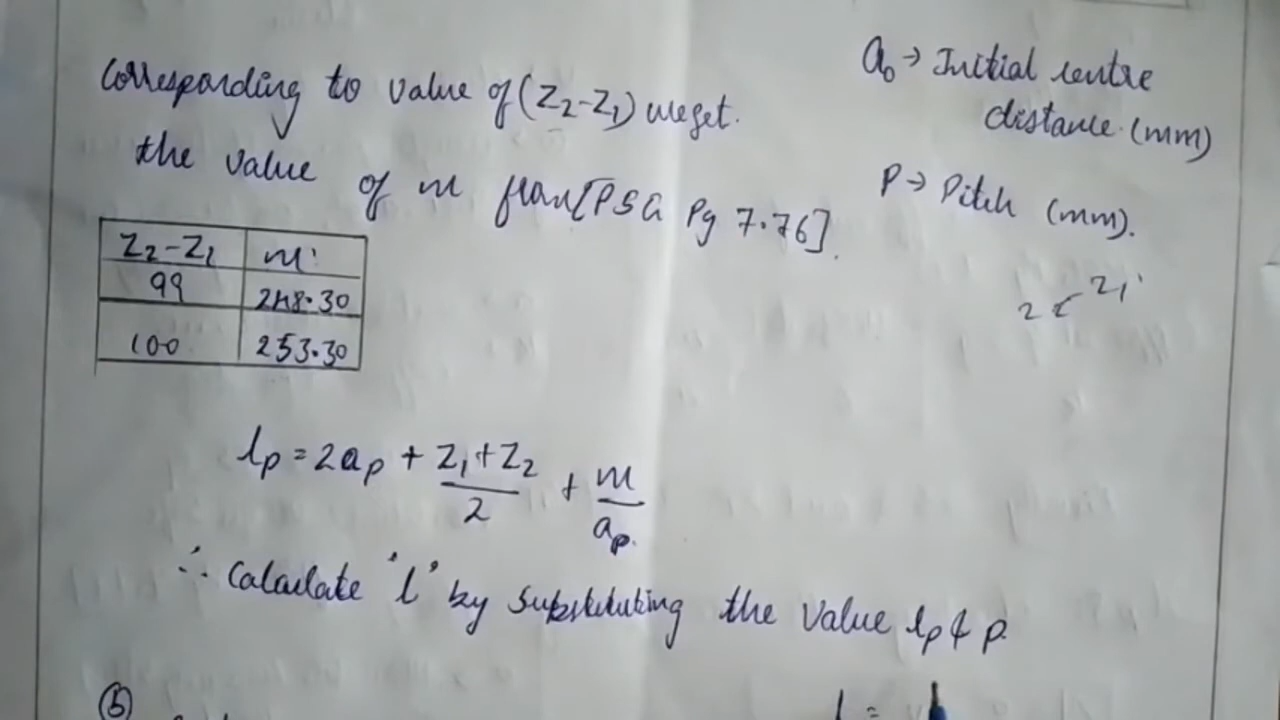 Corresponding to value of (Z₂-Z₁) we get.
the value of m from [PSG Pg 7.76].
a₀ → Initial centre
distance (mm)
P → Pitch (mm).
Z₂-Z₁ m
99 248.30
100 253.30
lp = 2ap + Z₁+Z₂/2 + m/ap.
∴ Calculate 'l' by substituting the value lp & p.
⑤
l =